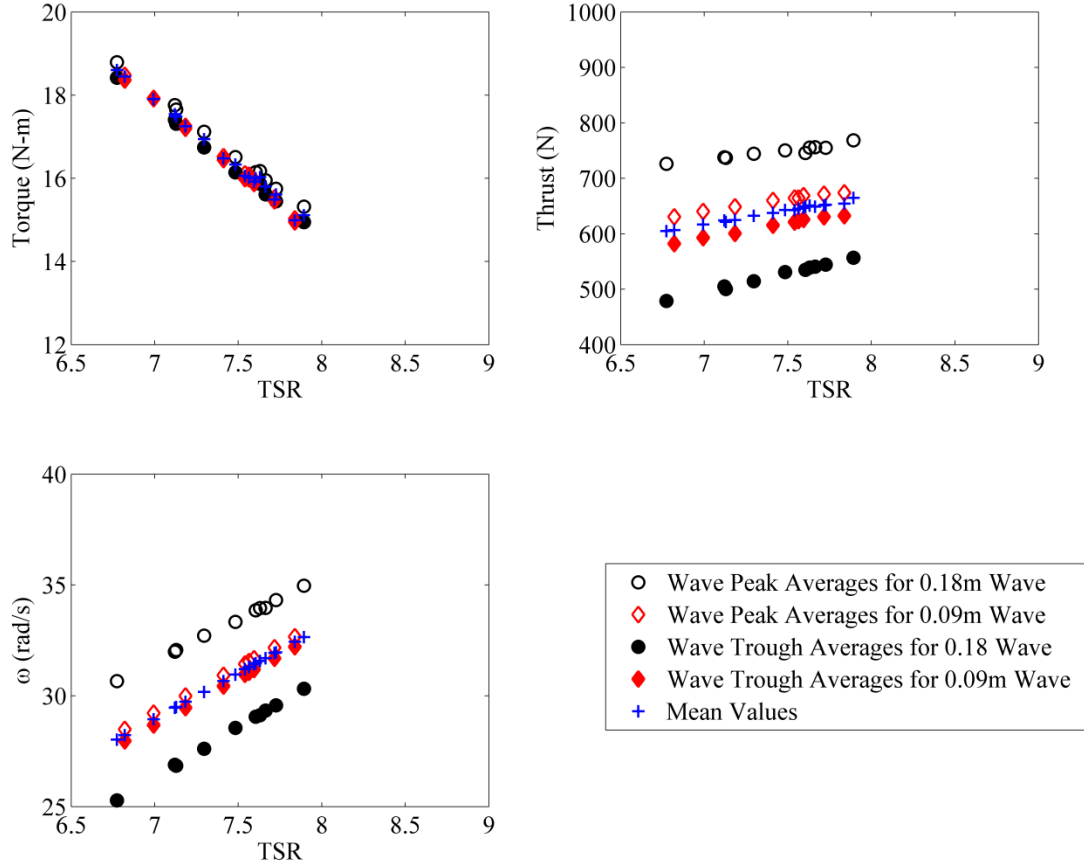 20
18
16
14
12
6.5 7 7.5 8 8.5 9
TSR
Torque (N-m)
1000
900
800
700
600
500
400
6.5 7 7.5 8 8.5 9
TSR
Thrust (N)
40
35
30
25
6.5 7 7.5 8 8.5 9
TSR
ω (rad/s)
Wave Peak Averages for 0.18m Wave
Wave Peak Averages for 0.09m Wave
Wave Trough Averages for 0.18 Wave
Wave Trough Averages for 0.09m Wave
Mean Values